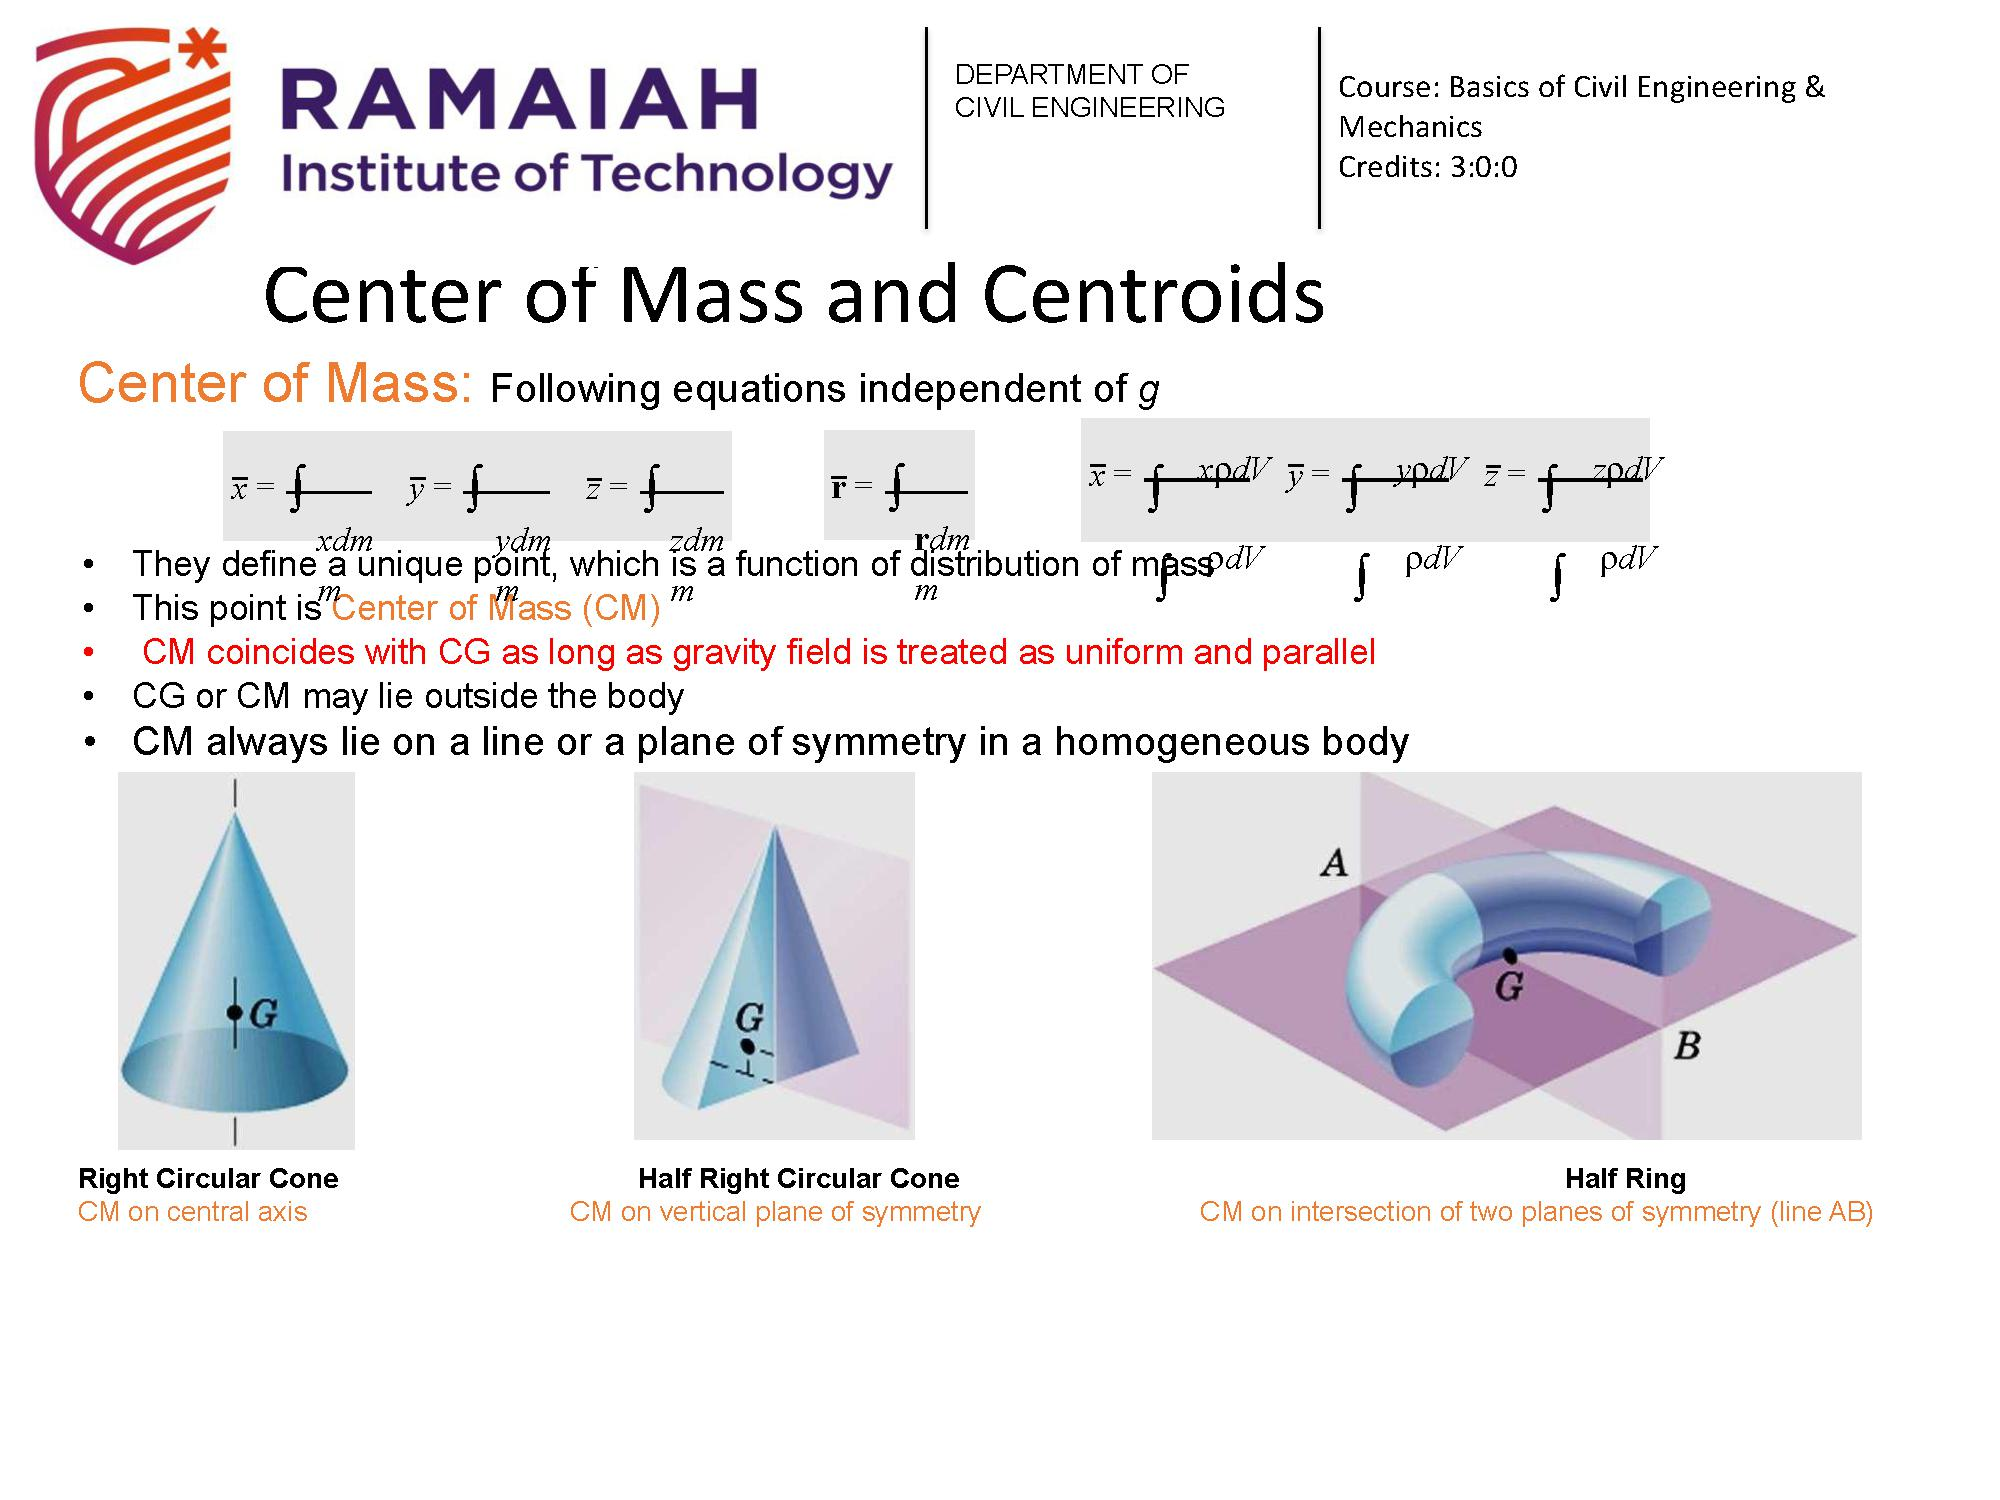 RAMAIAH
Institute of Technology
DEPARTMENT OF
CIVIL ENGINEERING
Course: Basics of Civil Engineering &
Mechanics
Credits: 3:0:0
Center of Mass and Centroids
Center of Mass: Following equations independent of g
x̄ = ∫ ȳ = ∫ z̄ = ∫ r̄ = ∫ x̄ = ∫ xρdV ȳ = ∫ yρdV z̄ = ∫ zρdV
xdm ydm zdm rdm
• They define a unique point, which is a function of distribution of mass
∫ ρdV ∫ ρdV ∫ ρdV
m m m m
• This point is Center of Mass (CM)
• CM coincides with CG as long as gravity field is treated as uniform and parallel
• CG or CM may lie outside the body
• CM always lie on a line or a plane of symmetry in a homogeneous body
G
G
A
G
B
Right Circular Cone
CM on central axis
Half Right Circular Cone
CM on vertical plane of symmetry
Half Ring
CM on intersection of two planes of symmetry (line AB)